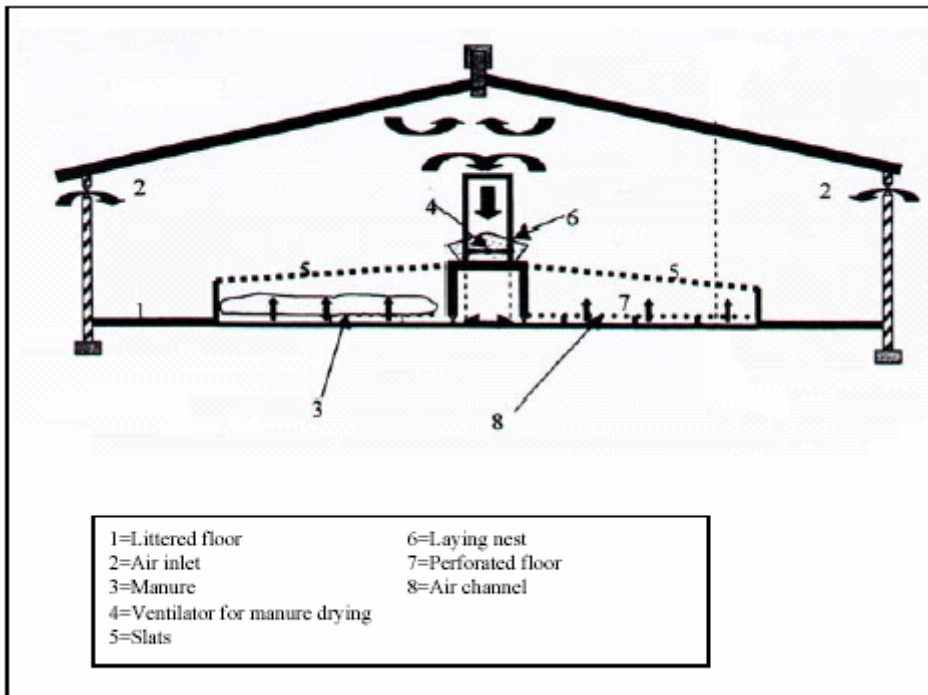 2
2
4
6
5
5
1
7
3
8
1=Littered floor
2=Air inlet
3=Manure
4=Ventilator for manure drying
5=Slats
6=Laying nest
7=Perforated floor
8=Air channel